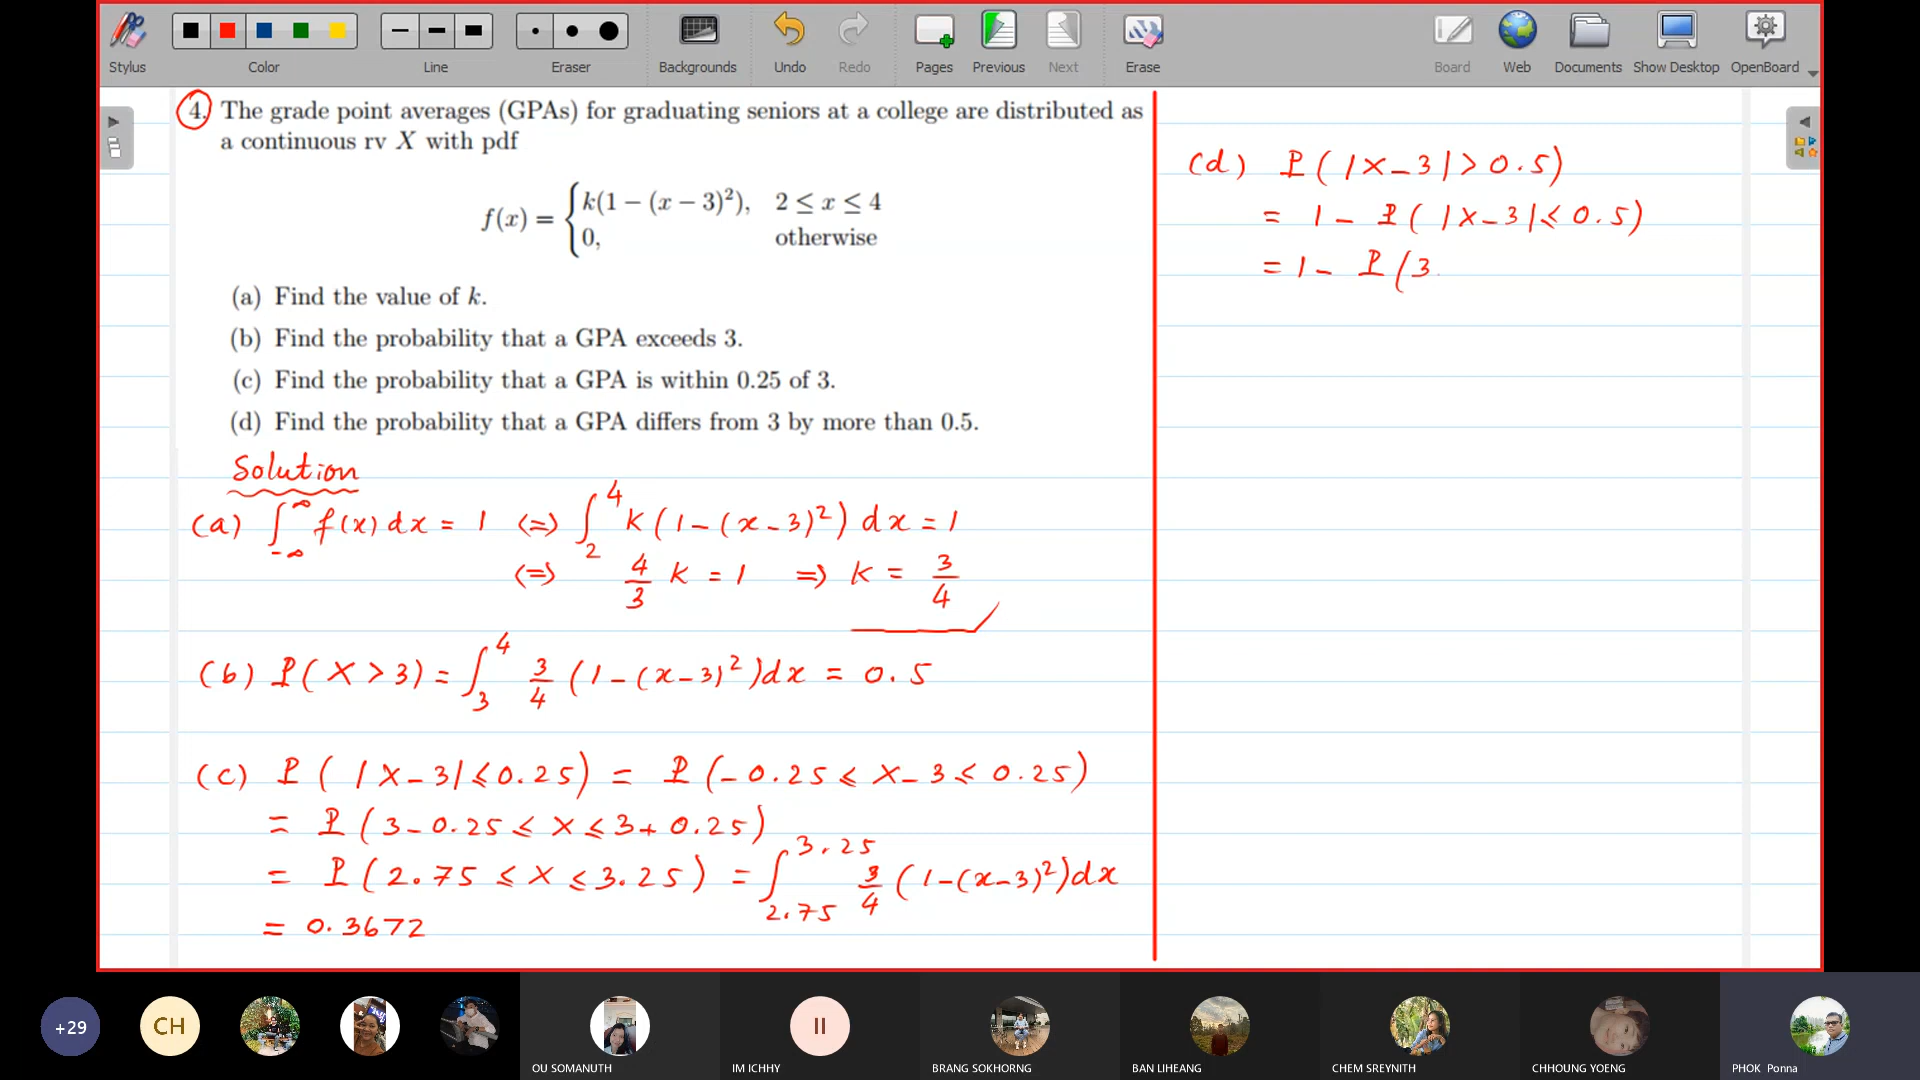 Stylus
Color
Line
Eraser
Backgrounds
Undo
Redo
Pages
Previous
Next
Erase
Board
Web
Documents
Show Desktop
OpenBoard
4. The grade point averages (GPAs) for graduating seniors at a college are distributed as
a continuous rv X with pdf
f(x) = { k(1 − (x − 3)²), 2 ≤ x ≤ 4
0, otherwise
(a) Find the value of k.
(b) Find the probability that a GPA exceeds 3.
(c) Find the probability that a GPA is within 0.25 of 3.
(d) Find the probability that a GPA differs from 3 by more than 0.5.
Solution
(a) ∫_{-∞}^{∞} f(x) dx = 1 <=> ∫_2^4 k(1-(x-3)²) dx = 1
<=> 4/3 k = 1 => k = 3/4
(b) P(X > 3) = ∫_3^4 3/4 (1-(x-3)²)dx = 0.5
(c) P(|X-3| ≤ 0.25) = P(-0.25 ≤ X-3 ≤ 0.25)
= P(3-0.25 ≤ X ≤ 3+0.25)
= P(2.75 ≤ X ≤ 3.25) = ∫_{2.75}^{3.25} 3/4 (1-(x-3)²)dx
= 0.3672
(d) P(|X-3| > 0.5)
= 1 - P(|X-3| ≤ 0.5)
= 1 - P(3.
+29
CH
II
OU SOMANUTH
IM ICHHY
BRANG SOKHORNG
BAN LIHEANG
CHEM SREYNITH
CHHOUNG YOENG
PHOK Ponna